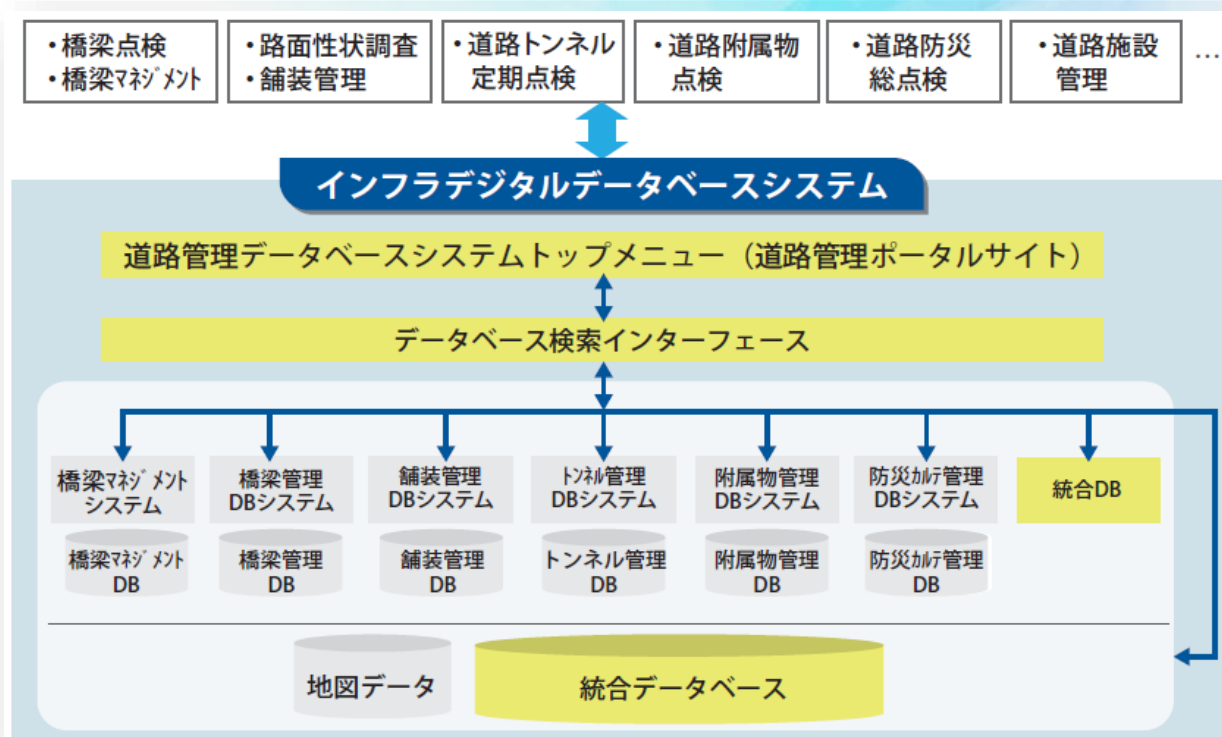 ・橋梁点検
・橋梁マネジメント
・路面性状調査
・舗装管理
・道路トンネル
定期点検
・道路附属物
点検
・道路防災
総点検
・道路施設
管理
…
インフラデジタルデータベースシステム
道路管理データベースシステムトップメニュー（道路管理ポータルサイト）
データベース検索インターフェース
橋梁マネジメント
システム
橋梁管理
DBシステム
舗装管理
DBシステム
トンネル管理
DBシステム
附属物管理
DBシステム
防災カルテ管理
DBシステム
統合DB
橋梁マネジメント
DB
橋梁管理
DB
舗装管理
DB
トンネル管理
DB
附属物管理
DB
防災カルテ管理
DB
地図データ
統合データベース